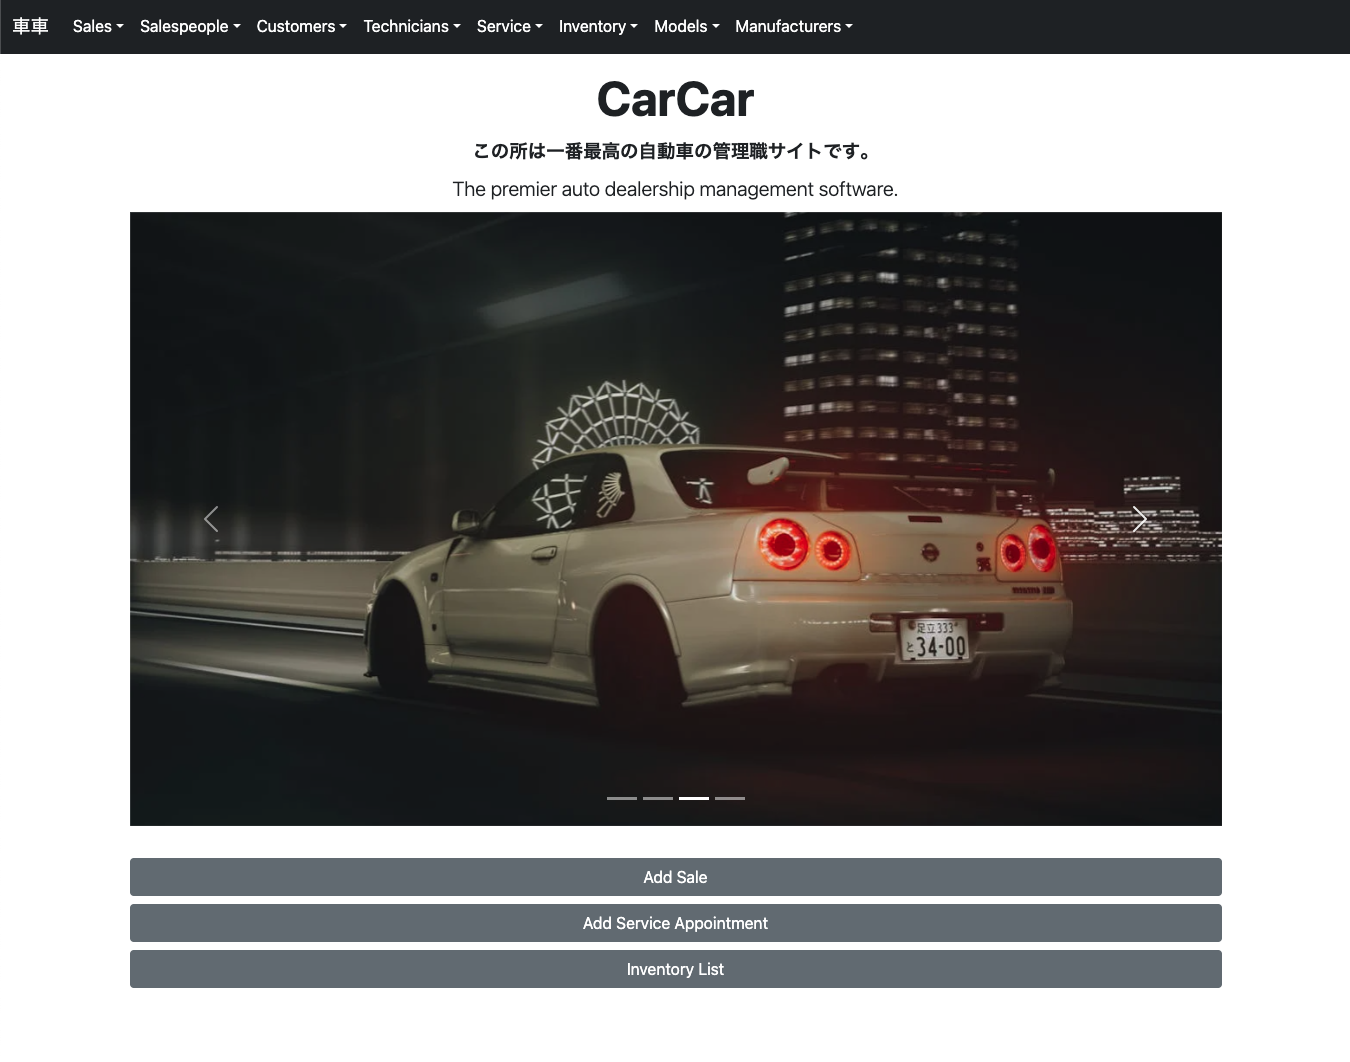 車車 Sales Salespeople Customers Technicians Service Inventory Models Manufacturers
CarCar
この所は一番最高の自動車の管理職サイトです。
The premier auto dealership management software.
足立 333
と 34-00
Add Sale
Add Service Appointment
Inventory List